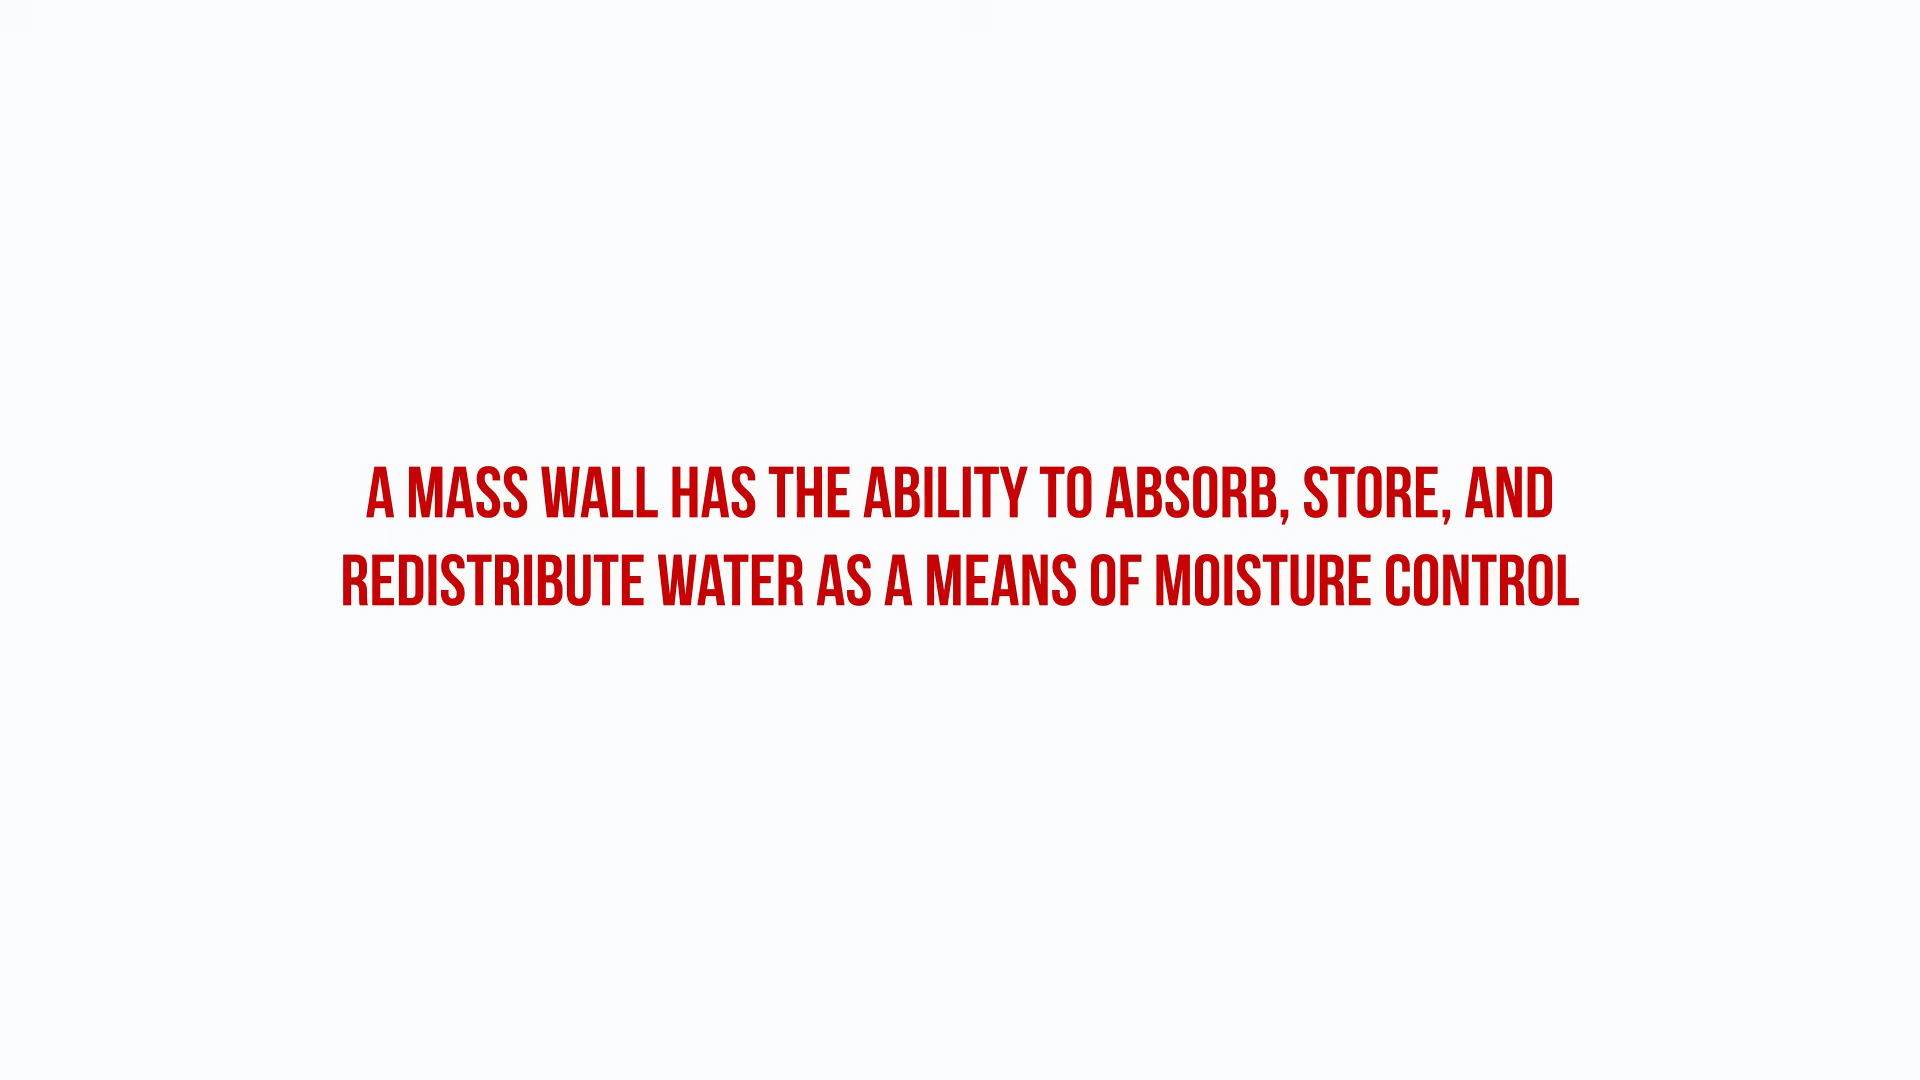 A MASS WALL HAS THE ABILITY TO ABSORB, STORE, AND
REDISTRIBUTE WATER AS A MEANS OF MOISTURE CONTROL